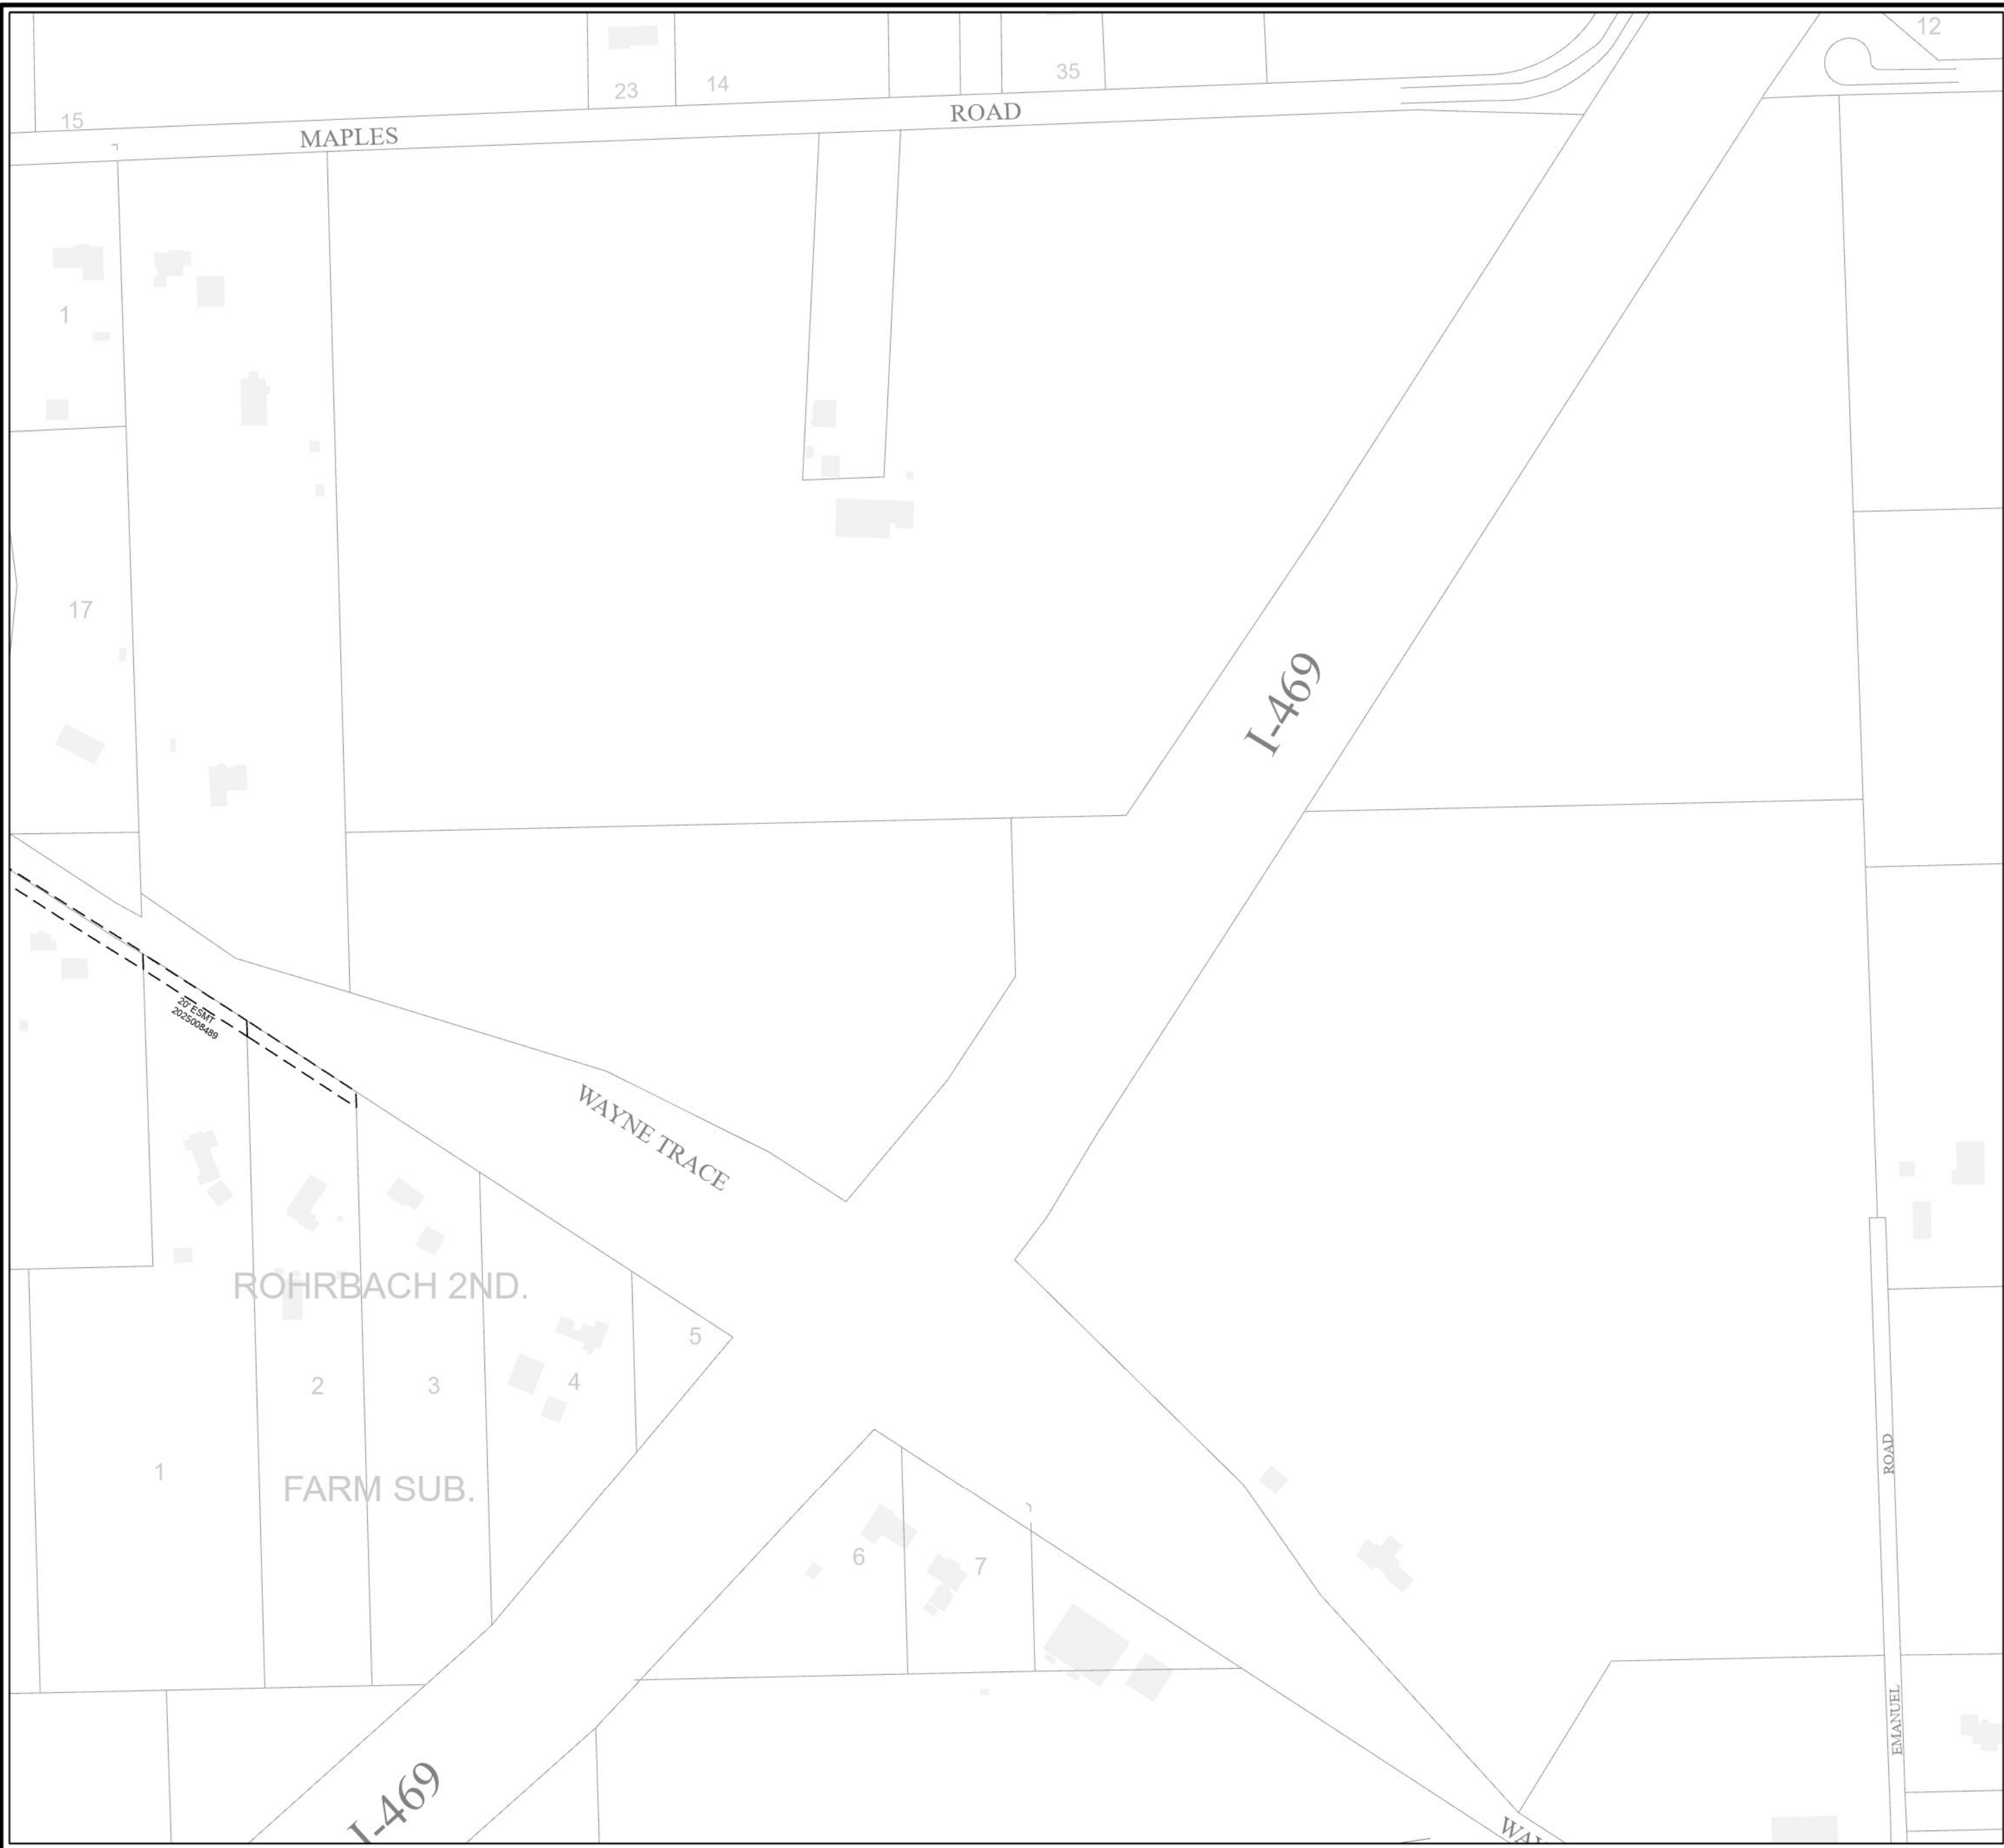 12
35
14
23
15
ROAD
MAPLES
1
17
I-469
20' ESMT
2025008489
WAYNE TRACE
ROHRBACH 2ND.
5
2
3
4
1
FARM SUB.
ROAD
6
7
EMANUEL
I-469